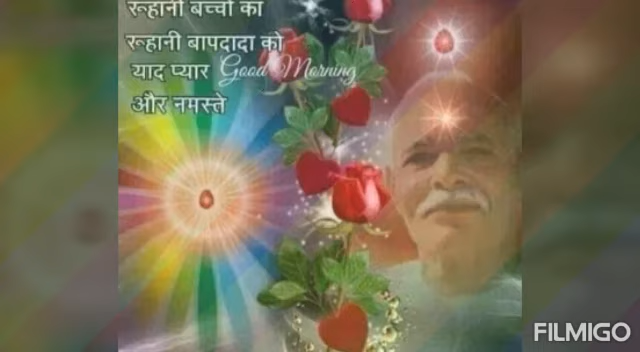 रूहानी बच्चों का
रूहानी बापदादा को
याद प्यार Good Morning
और नमस्ते
FILMIGO